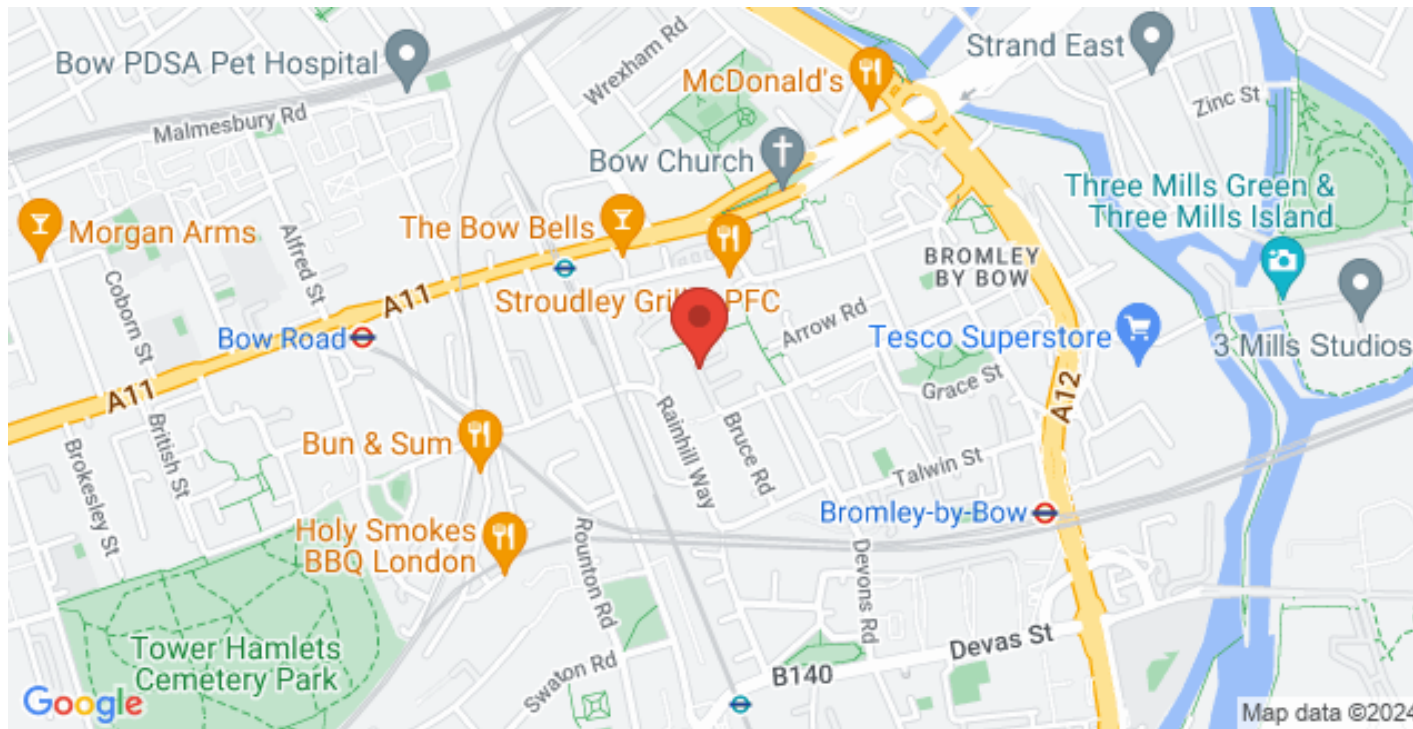 Wrexham Rd
Strand East
Bow PDSA Pet Hospital
McDonald's
Zinc St
Malmesbury Rd
Bow Church
Three Mills Green &
Three Mills Island
Morgan Arms
The Bow Bells
Alfred St
BROMLEY
BY BOW
Coborn St
A11
Stroudley Grill
PFC
Arrow Rd
Bow Road
Tesco Superstore
3 Mills Studios
A11
Grace St
A12
British St
Rainhill Way
Bruce Rd
Bun & Sum
Brokesley St
Talwin St
Bromley-by-Bow
Holy Smokes
BBQ London
Rounton Rd
Devons Rd
Tower Hamlets
Cemetery Park
Devas St
Swaton Rd
B140
Google
Map data ©2024